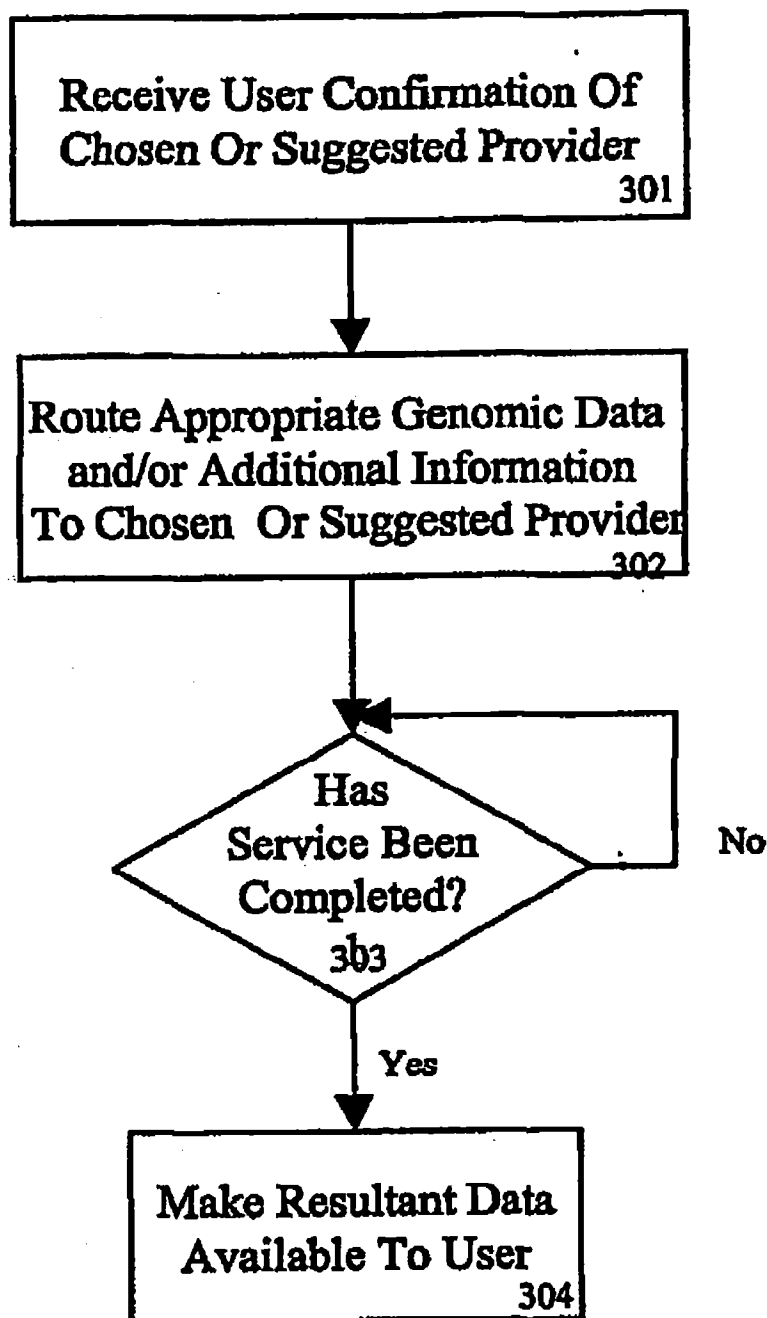 Receive User Confirmation Of
Chosen Or Suggested Provider
301
Route Appropriate Genomic Data
and/or Additional Information
To Chosen Or Suggested Provider
302
Has
Service Been
Completed?
303
No
Yes
Make Resultant Data
Available To User
304